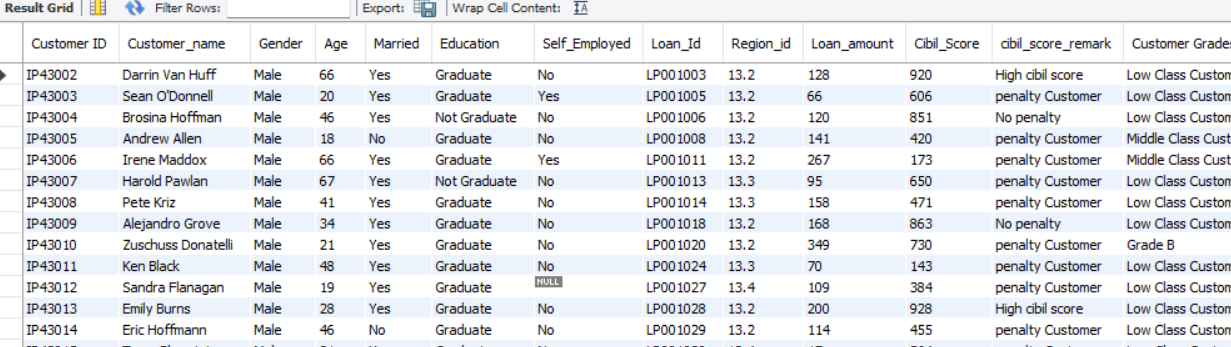 Result Grid Filter Rows: Export: Wrap Cell Content: IA
Customer ID Customer_name Gender Age Married Education Self_Employed Loan_Id Region_id Loan_amount Cibil_Score cibil_score_remark Customer Grades
IP43002 Darrin Van Huff Male 66 Yes Graduate No LP001003 13.2 128 920 High cibil score Low Class Custom
IP43003 Sean O'Donnell Male 20 Yes Graduate Yes LP001005 13.2 66 606 penalty Customer Low Class Custom
IP43004 Brosina Hoffman Male 46 Yes Not Graduate No LP001006 13.2 120 851 No penalty Low Class Custom
IP43005 Andrew Allen Male 18 No Graduate No LP001008 13.2 141 420 penalty Customer Middle Class Cust
IP43006 Irene Maddox Male 66 Yes Graduate Yes LP001011 13.2 267 173 penalty Customer Middle Class Cust
IP43007 Harold Pawlan Male 67 Yes Not Graduate No LP001013 13.3 95 650 penalty Customer Low Class Custom
IP43008 Pete Kriz Male 41 Yes Graduate No LP001014 13.3 158 471 penalty Customer Low Class Custom
IP43009 Alejandro Grove Male 34 Yes Graduate No LP001018 13.2 168 863 No penalty Low Class Custom
IP43010 Zuschuss Donatelli Male 21 Yes Graduate No LP001020 13.2 349 730 penalty Customer Grade B
IP43011 Ken Black Male 48 Yes Graduate No LP001024 13.3 70 143 penalty Customer Low Class Custom
IP43012 Sandra Flanagan Male 19 Yes Graduate NULL LP001027 13.4 109 384 penalty Customer Low Class Custom
IP43013 Emily Burns Male 28 Yes Graduate No LP001028 13.2 200 928 High cibil score Low Class Custom
IP43014 Eric Hoffmann Male 46 No Graduate No LP001029 13.2 114 455 penalty Customer Low Class Custom